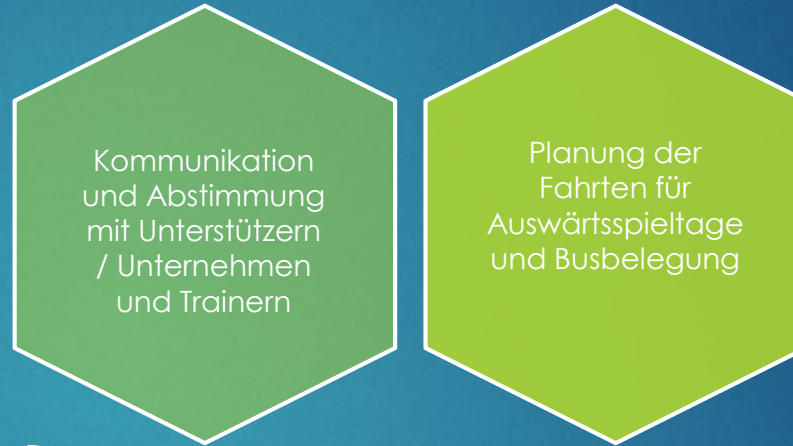 Kommunikation
und Abstimmung
mit Unterstützern
/ Unternehmen
und Trainern
Planung der
Fahrten für
Auswärtsspieltage
und Busbelegung